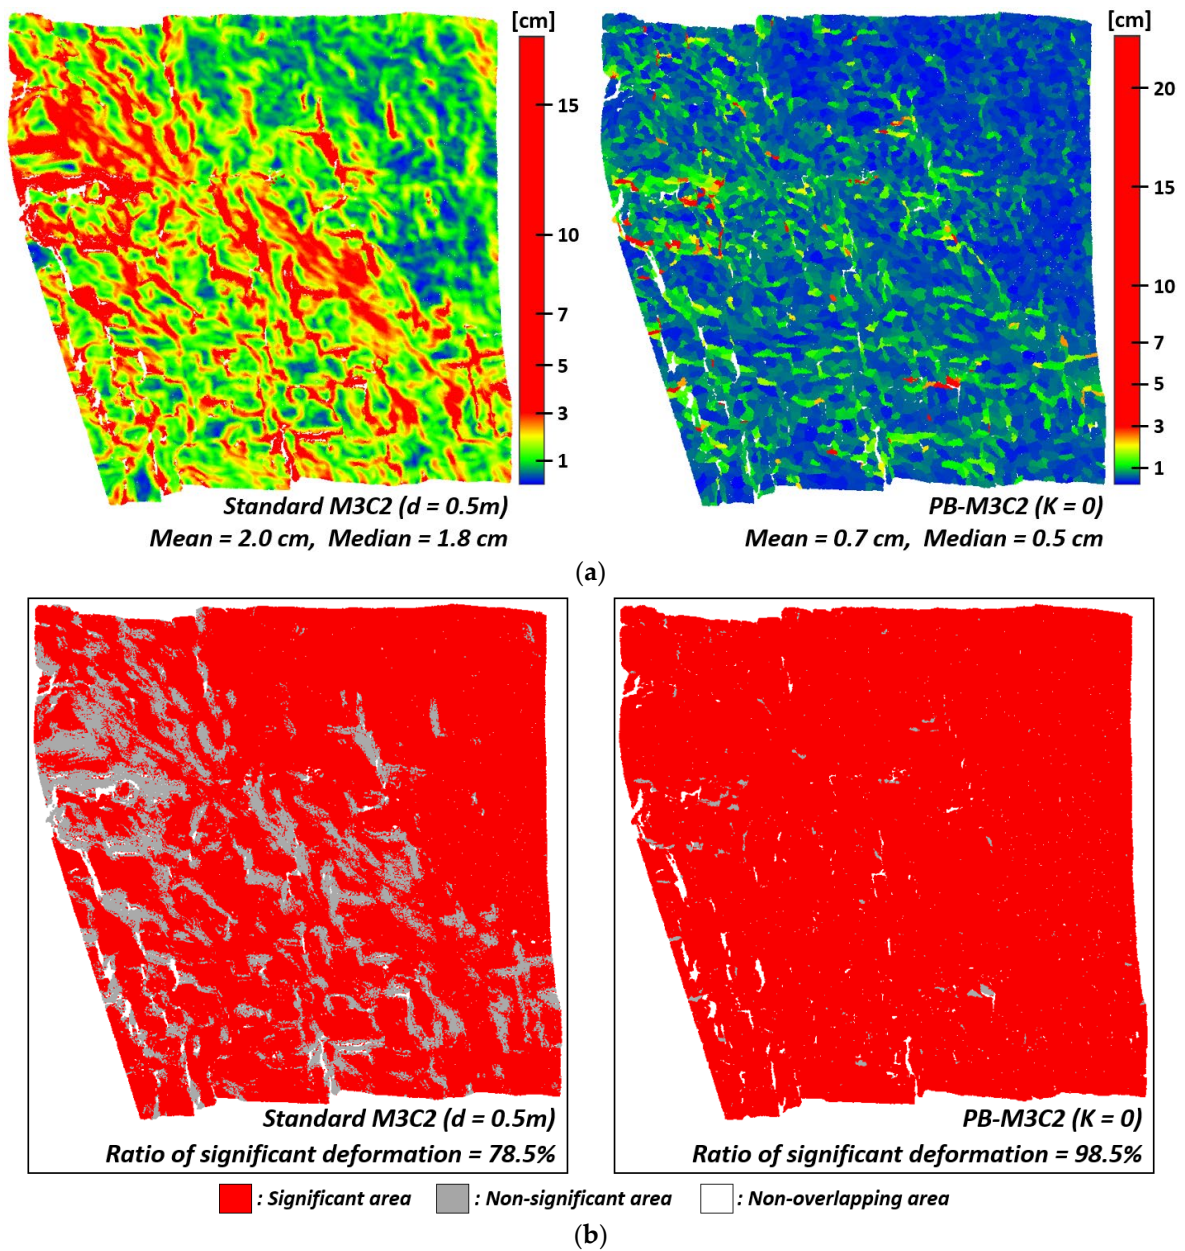 [cm]
15
10
7
5
3
1
Standard M3C2 (d = 0.5m)
Mean = 2.0 cm, Median = 1.8 cm
[cm]
20
15
10
7
5
3
1
PB-M3C2 (K = 0)
Mean = 0.7 cm, Median = 0.5 cm
(a)
Standard M3C2 (d = 0.5m)
Ratio of significant deformation = 78.5%
PB-M3C2 (K = 0)
Ratio of significant deformation = 98.5%
: Significant area : Non-significant area : Non-overlapping area
(b)